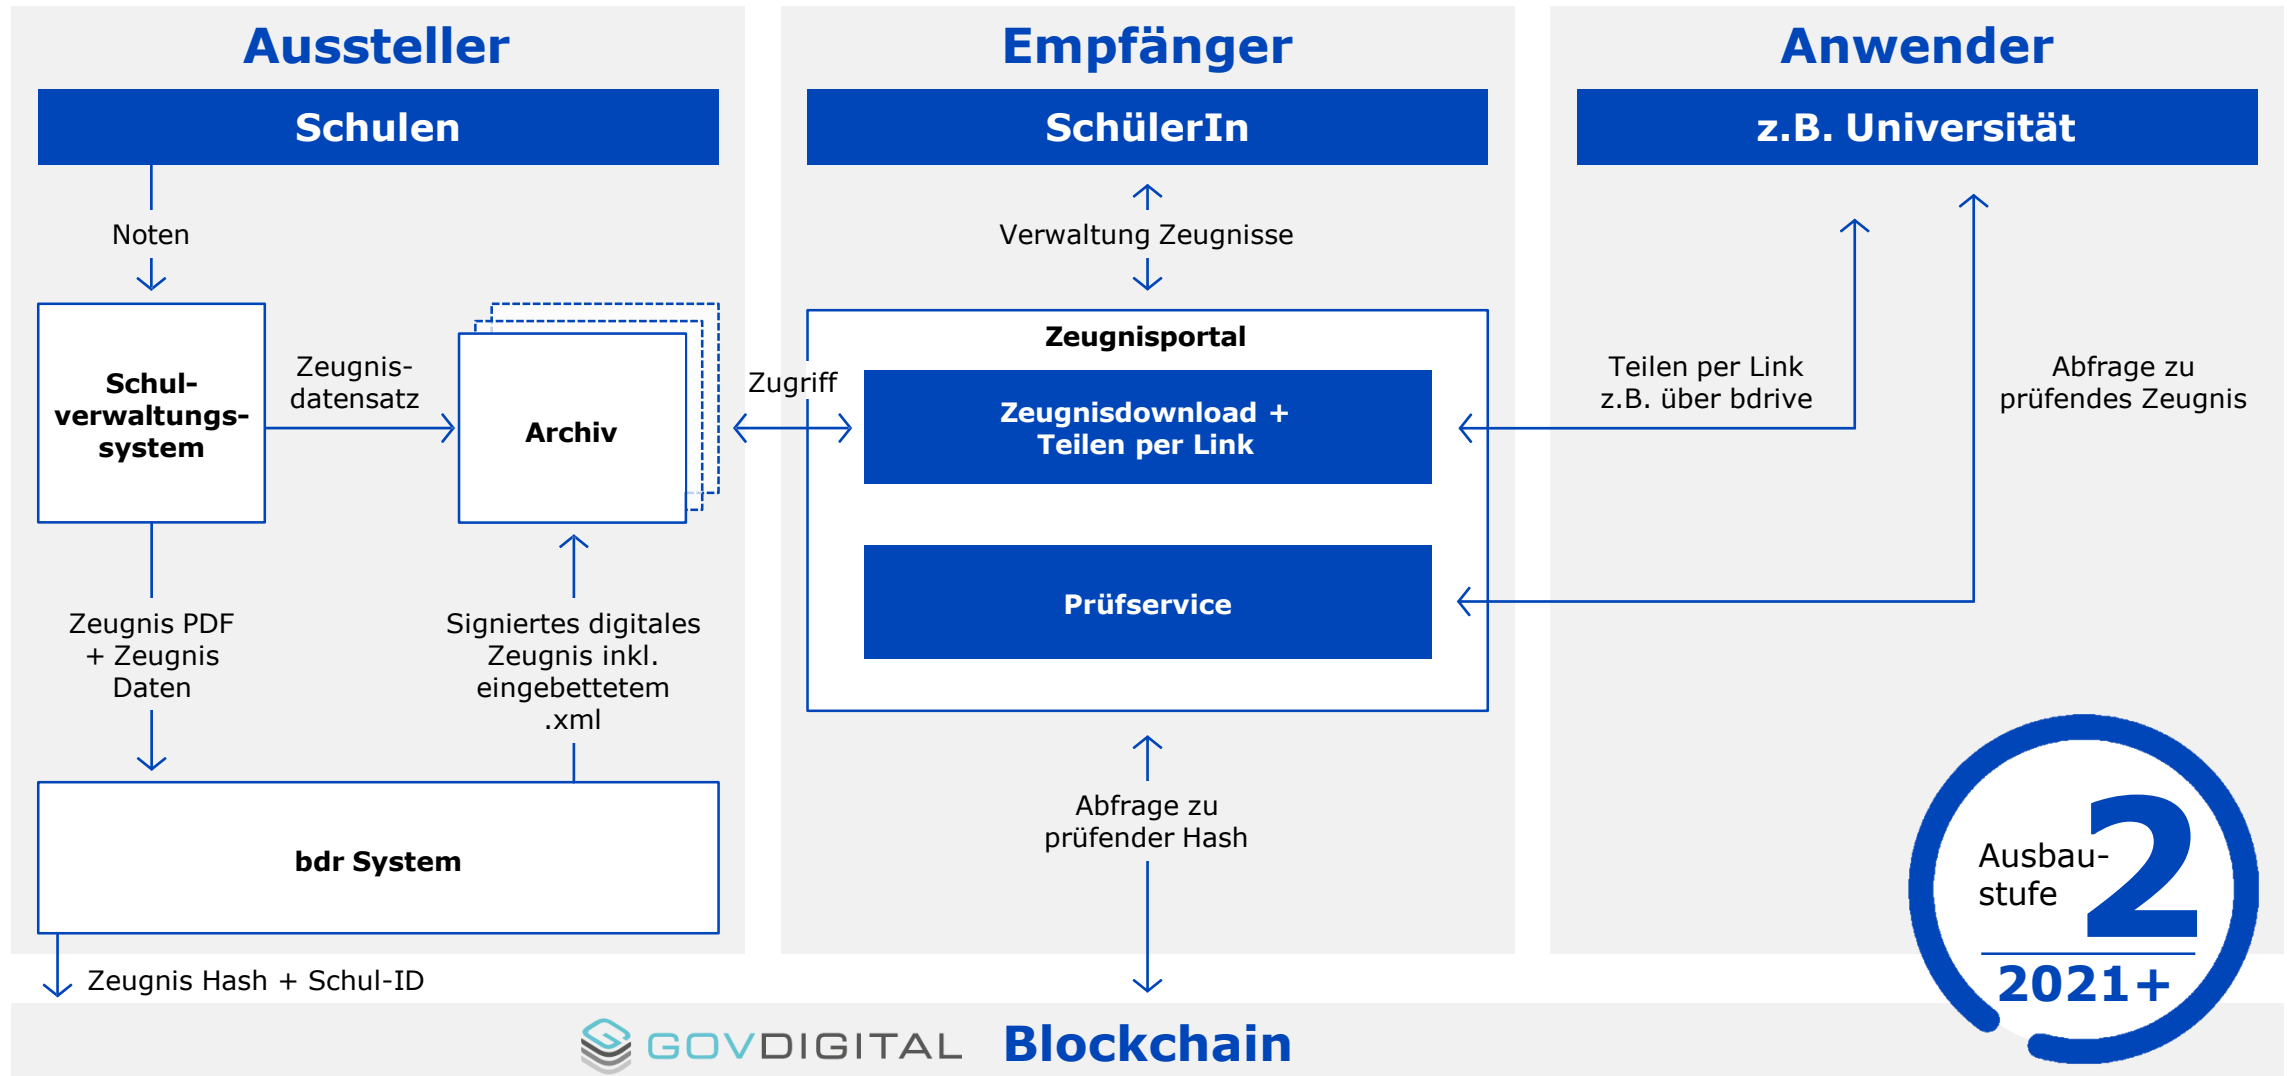 Aussteller
Schulen
Noten
Schul-
verwaltungs-
system
Zeugnis-
datensatz
Archiv
Zeugnis PDF
+ Zeugnis
Daten
Signiertes digitales
Zeugnis inkl.
eingebettetem
.xml
bdr System
Zeugnis Hash + Schul-ID
Empfänger
SchülerIn
Verwaltung Zeugnisse
Zugriff
Zeugnisportal
Zeugnisdownload +
Teilen per Link
Prüfservice
Abfrage zu
prüfender Hash
Anwender
z.B. Universität
Teilen per Link
z.B. über bdrive
Abfrage zu
prüfendes Zeugnis
Ausbau-
stufe
2
2021+
GOVDIGITAL Blockchain